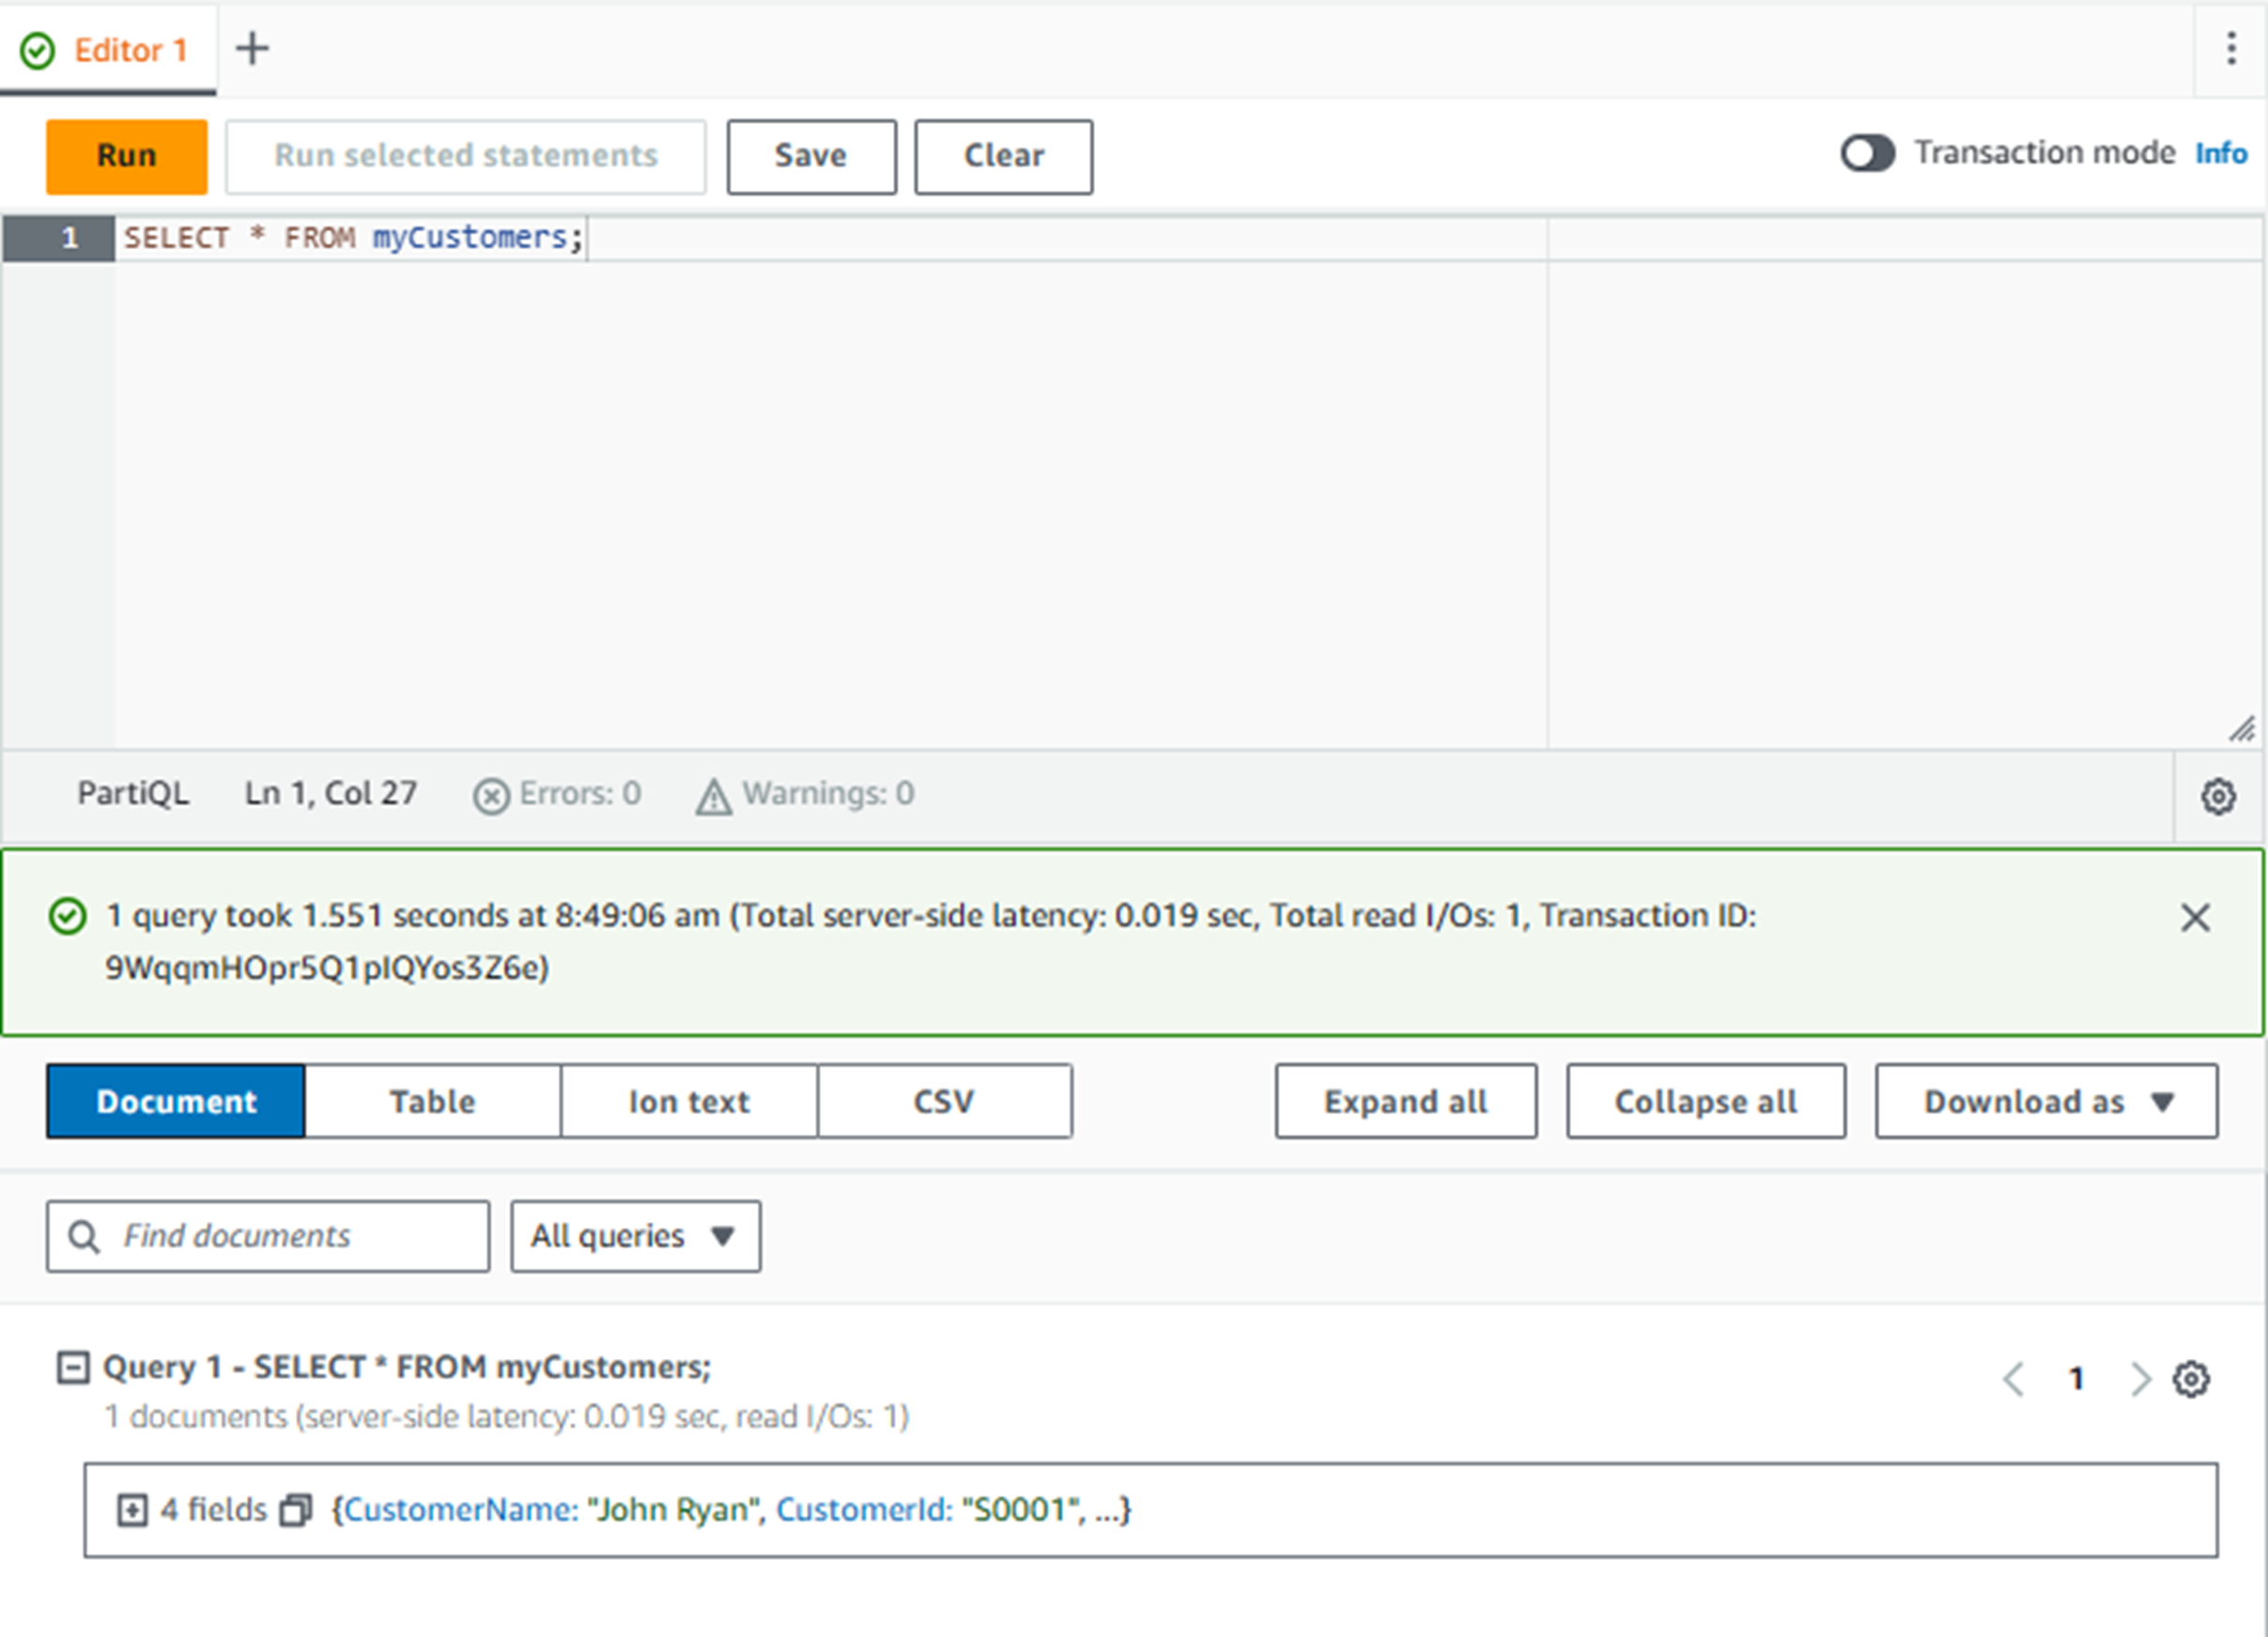 Editor 1
Run Run selected statements Save Clear Transaction mode Info
1 SELECT * FROM myCustomers;
PartiQL Ln 1, Col 27 Errors: 0 Warnings: 0
1 query took 1.551 seconds at 8:49:06 am (Total server-side latency: 0.019 sec, Total read I/Os: 1, Transaction ID:
9WqqmHOpr5Q1pIQYos3Z6e)
Document Table Ion text CSV Expand all Collapse all Download as
Find documents All queries
Query 1 - SELECT * FROM myCustomers; 1
1 documents (server-side latency: 0.019 sec, read I/Os: 1)
4 fields {CustomerName: "John Ryan", CustomerId: "S0001", ...}